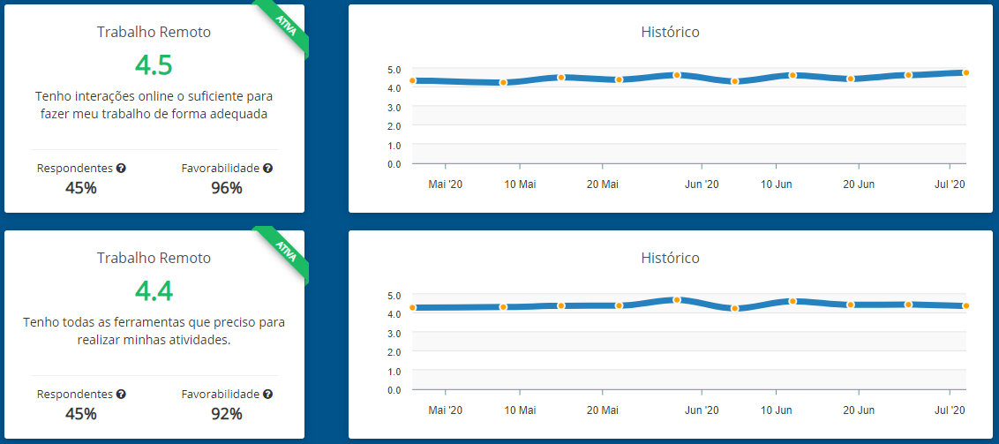 Trabalho Remoto
ATIVA
4.5
Tenho interações online o suficiente para
fazer meu trabalho de forma adequada
Respondentes
Favorabilidade
45%
96%
Histórico
5.0
4.0
3.0
2.0
1.0
0.0
Mai '20
10 Mai
20 Mai
Jun '20
10 Jun
20 Jun
Jul '20
Trabalho Remoto
ATIVA
4.4
Tenho todas as ferramentas que preciso para
realizar minhas atividades.
Respondentes
Favorabilidade
45%
92%
Histórico
5.0
4.0
3.0
2.0
1.0
0.0
Mai '20
10 Mai
20 Mai
Jun '20
10 Jun
20 Jun
Jul '20